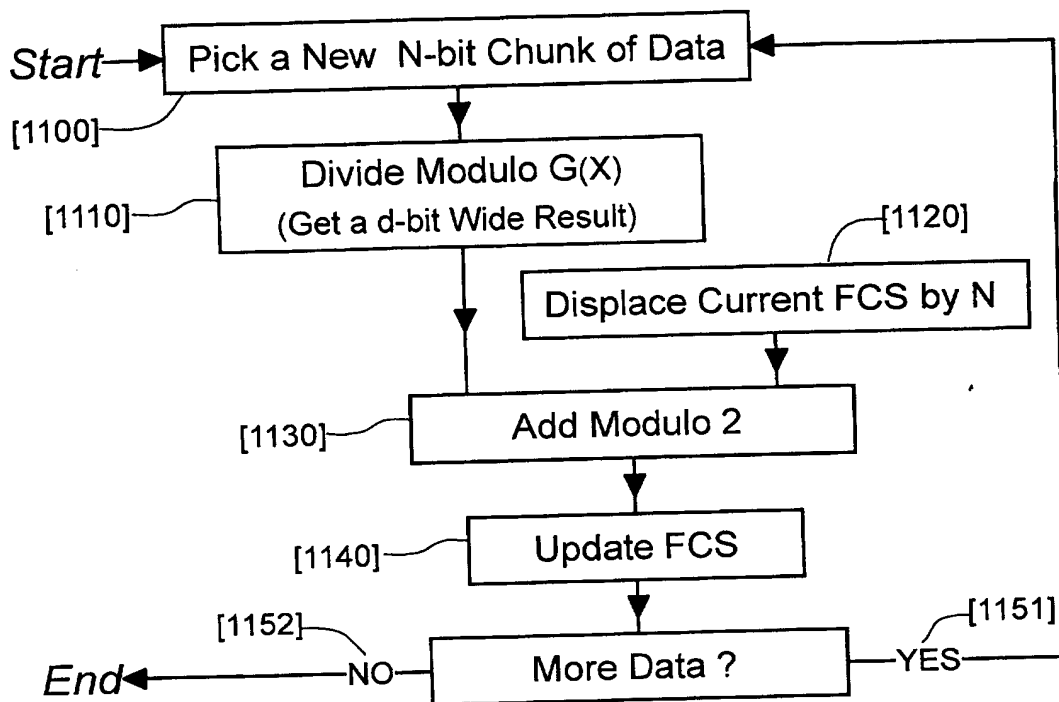 Start
Pick a New N-bit Chunk of Data
[1100]
Divide Modulo G(X)
(Get a d-bit Wide Result)
[1110]
[1120]
Displace Current FCS by N
[1130]
Add Modulo 2
[1140]
Update FCS
[1152]
[1151]
End
NO
More Data ?
YES